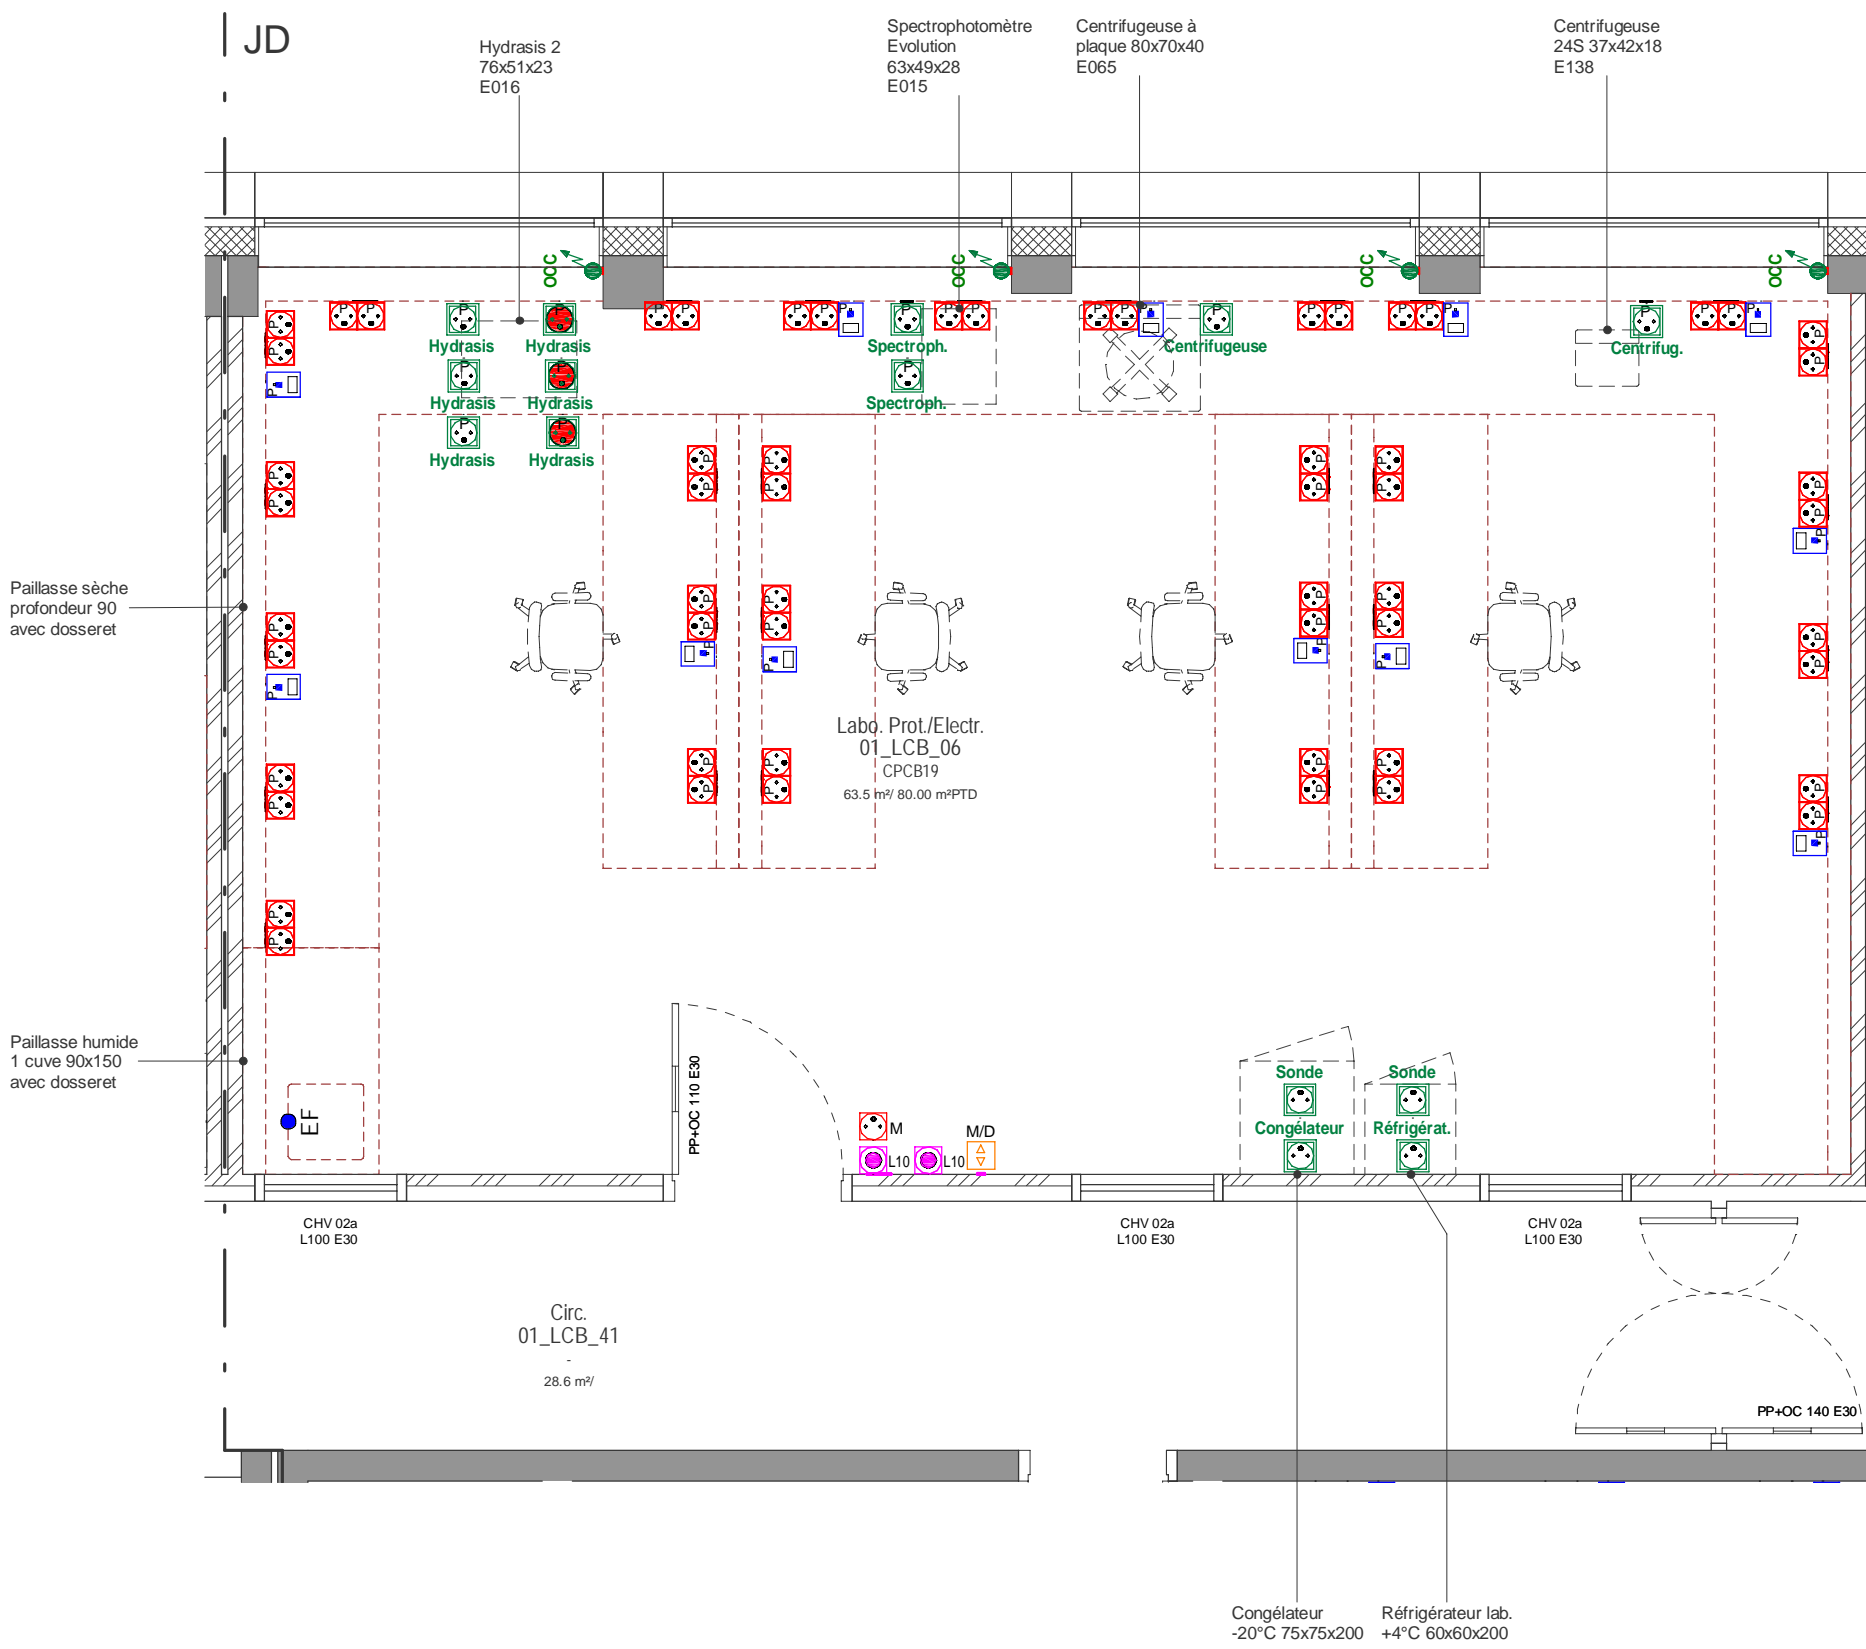 JD
Hydrasis 2
76x51x23
E016
Spectrophotomètre
Evolution
63x49x28
E015
Centrifugeuse à
plaque 80x70x40
E065
Centrifugeuse
24S 37x42x18
E138
OCC
OCC
OCC
OCC
Hydrasis
Hydrasis
Spectroph.
Centrifugeuse
Centrifug.
Hydrasis
Hydrasis
Spectroph.
Hydrasis
Hydrasis
Paillasse sèche
profondeur 90
avec dosseret
Labo. Prot./Electr.
01_LCB_06
CPCB19
63.5 m²/ 80.00 m²PTD
Paillasse humide
1 cuve 90x150
avec dosseret
EF
PP+OC 110 E30
M
L10
L10
M/D
Sonde
Sonde
Congélateur
Réfrigérat.
CHV 02a
L100 E30
CHV 02a
L100 E30
CHV 02a
L100 E30
Circ.
01_LCB_41
-
28.6 m²/
PP+OC 140 E30
Congélateur
-20°C 75x75x200
Réfrigérateur lab.
+4°C 60x60x200